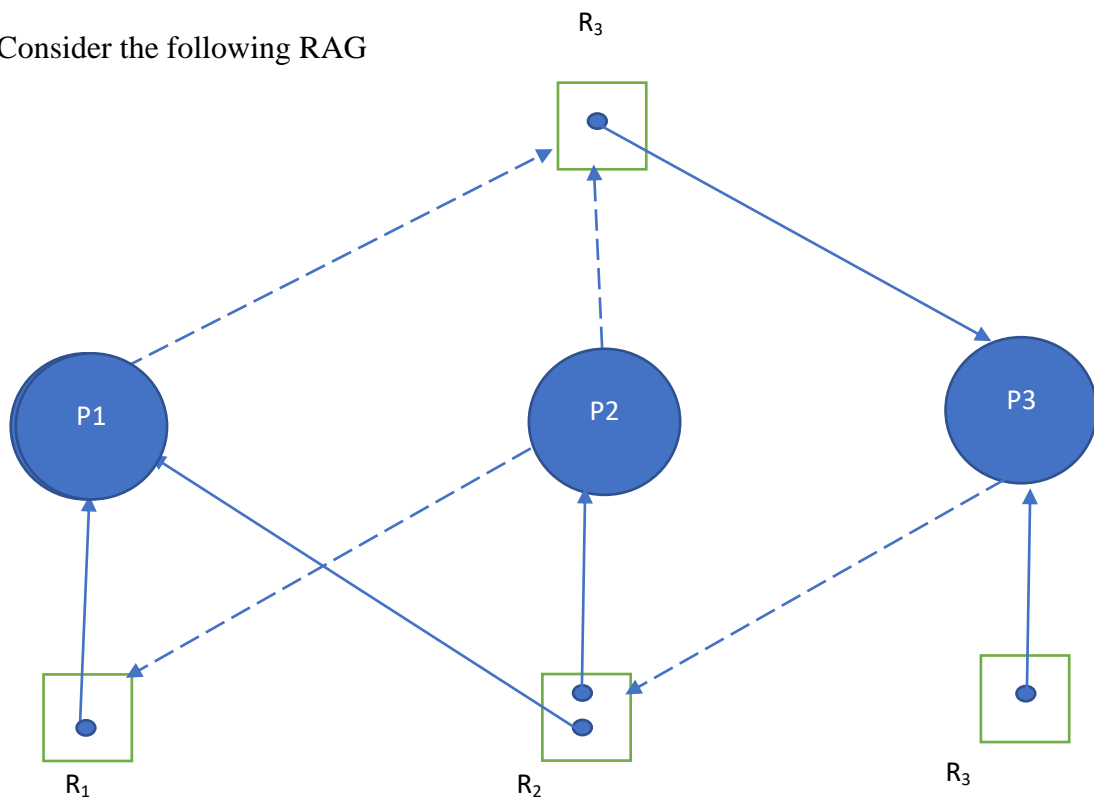 R₃
Consider the following RAG
P1
P2
P3
R₁
R₂
R₃